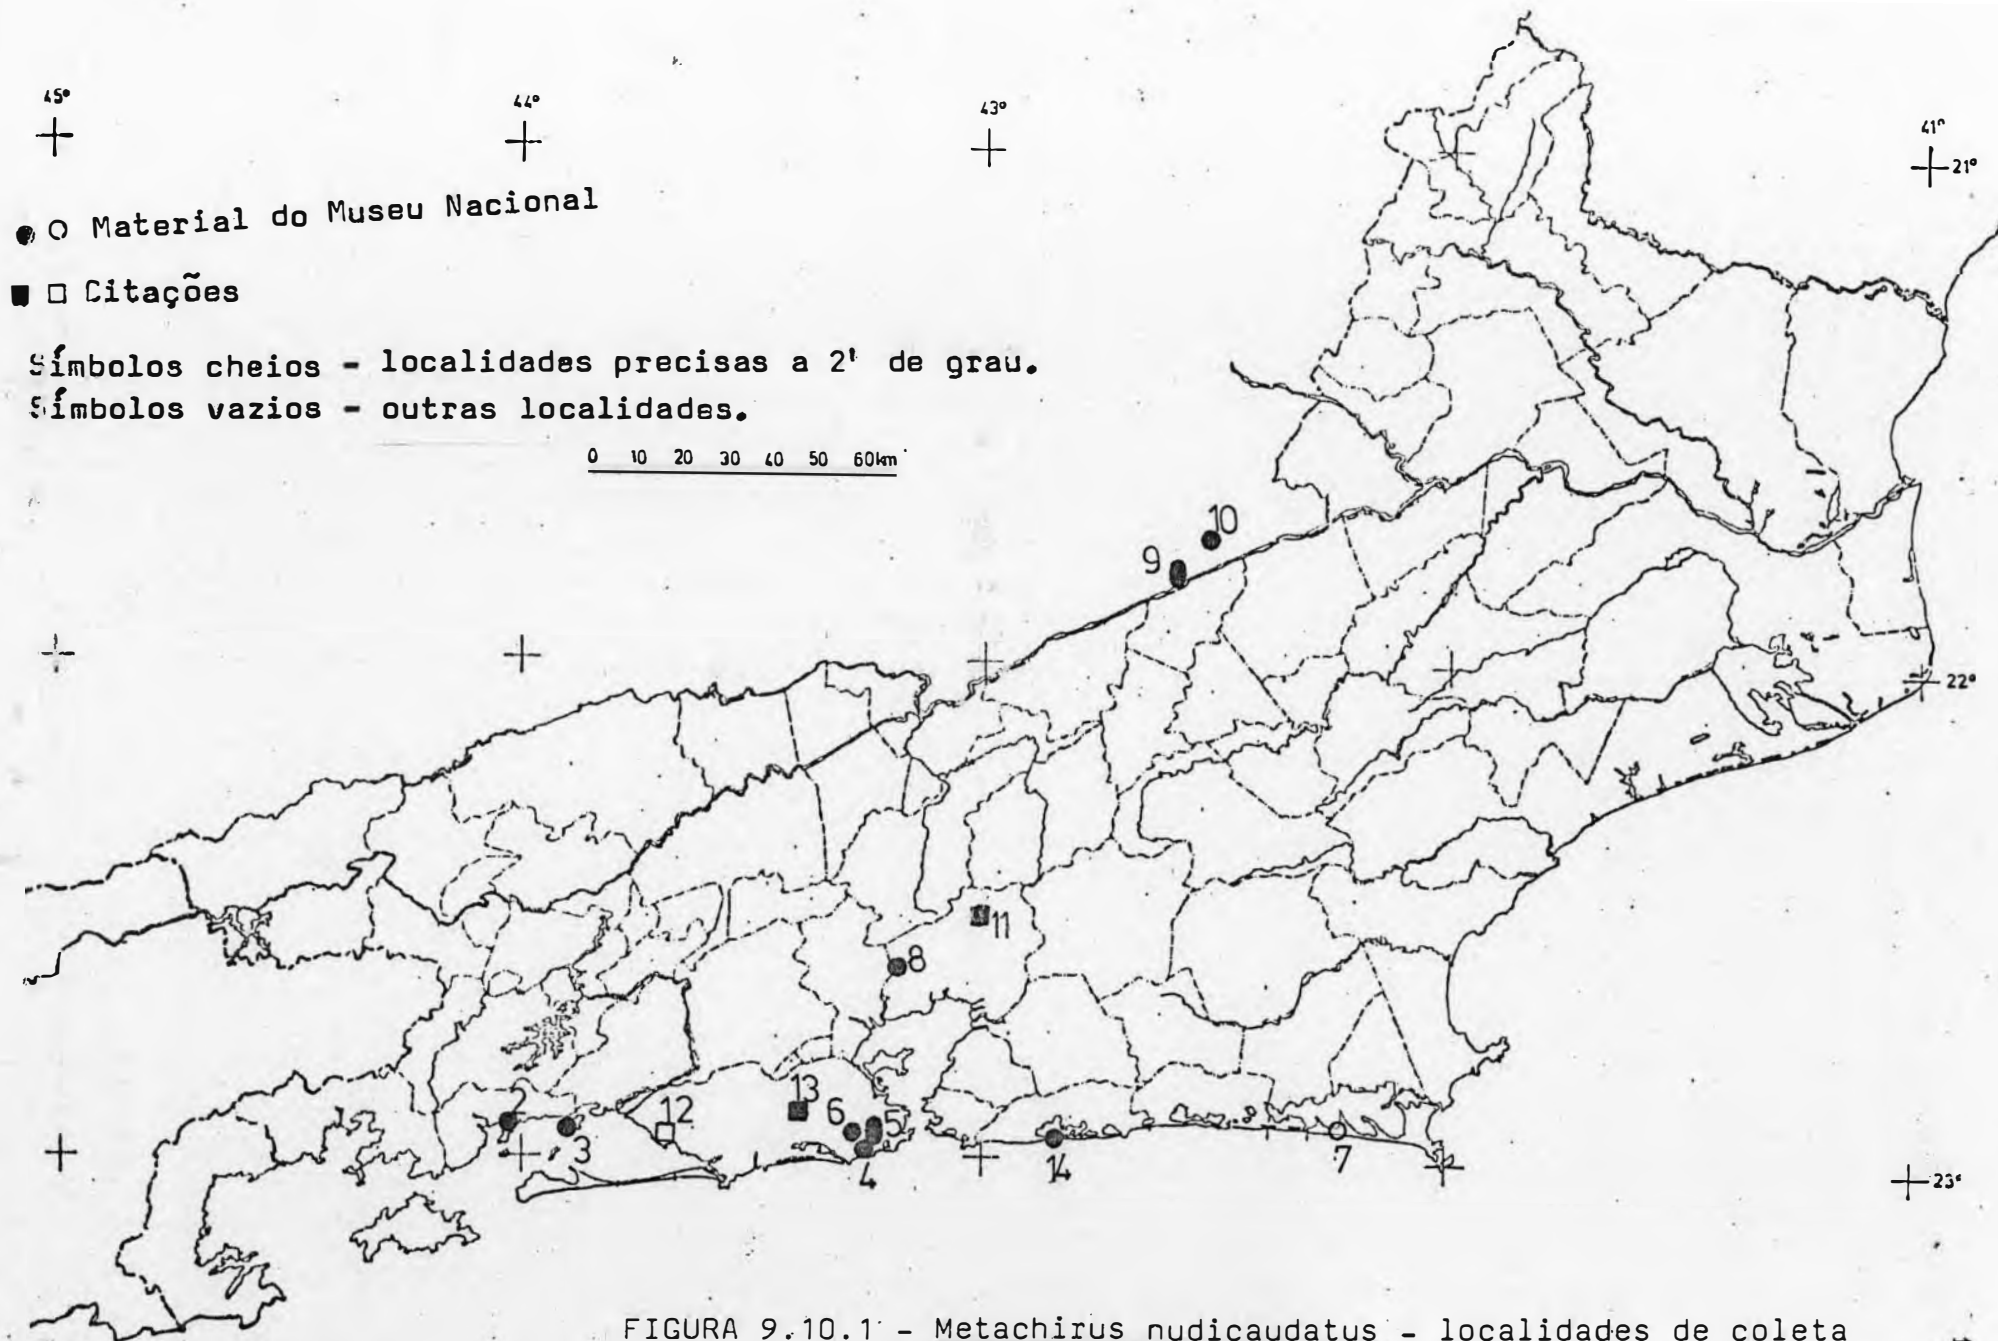 45° 44° 43° 41°
21°
Material do Museu Nacional
Citações
Símbolos cheios - localidades precisas a 2' de grau.
Símbolos vazios - outras localidades.
0 10 20 30 40 50 60km
10
9
22°
11
8
2 3 12 13 6 5
4 14 7
23°
FIGURA 9.10.1 - Metachirus nudicaudatus - localidades de coleta